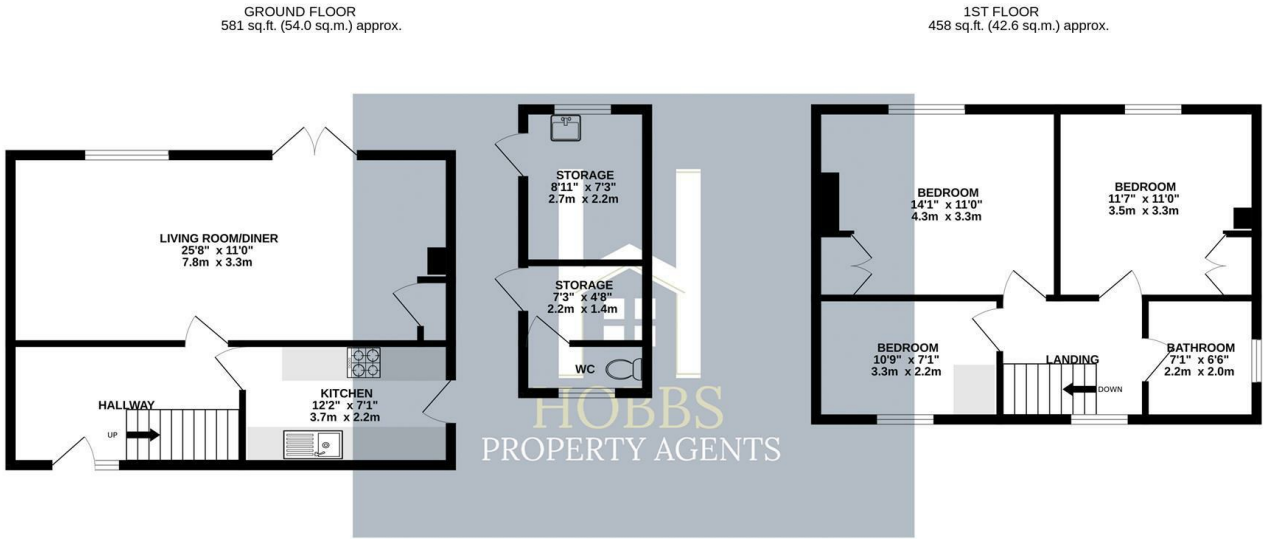 GROUND FLOOR
581 sq.ft. (54.0 sq.m.) approx.
1ST FLOOR
458 sq.ft. (42.6 sq.m.) approx.
LIVING ROOM/DINER
25'8" x 11'0"
7.8m x 3.3m
HALLWAY
UP
KITCHEN
12'2" x 7'1"
3.7m x 2.2m
STORAGE
8'11" x 7'3"
2.7m x 2.2m
STORAGE
7'3" x 4'8"
2.2m x 1.4m
WC
HOBBS
PROPERTY AGENTS
BEDROOM
14'1" x 11'0"
4.3m x 3.3m
BEDROOM
11'7" x 11'0"
3.5m x 3.3m
BEDROOM
10'9" x 7'1"
3.3m x 2.2m
LANDING
DOWN
BATHROOM
7'1" x 6'6"
2.2m x 2.0m